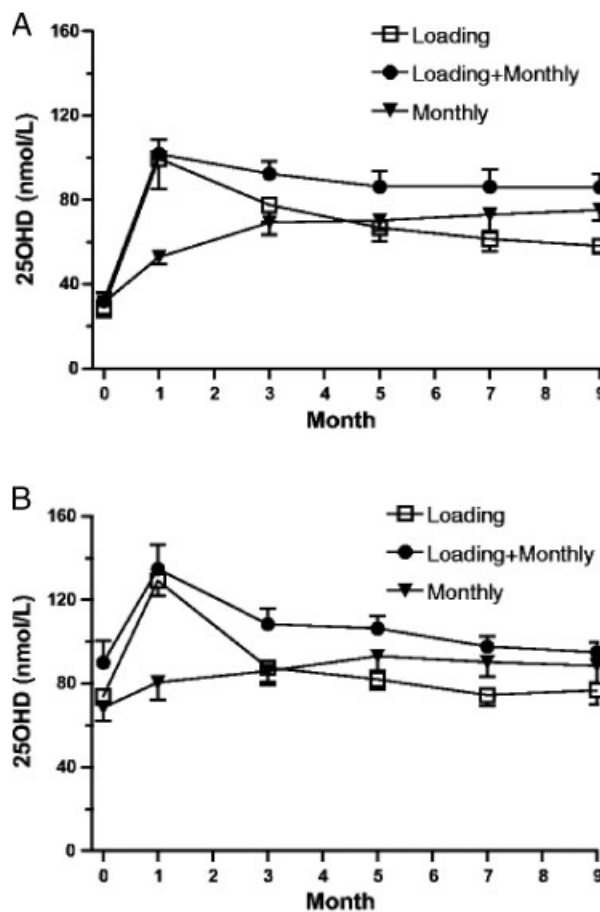 A
160
120
80
40
0
25OHD (nmol/L)
Loading
Loading+Monthly
Monthly
0 1 2 3 4 5 6 7 8 9
Month
B
160
120
80
40
0
25OHD (nmol/L)
Loading
Loading+Monthly
Monthly
0 1 2 3 4 5 6 7 8 9
Month